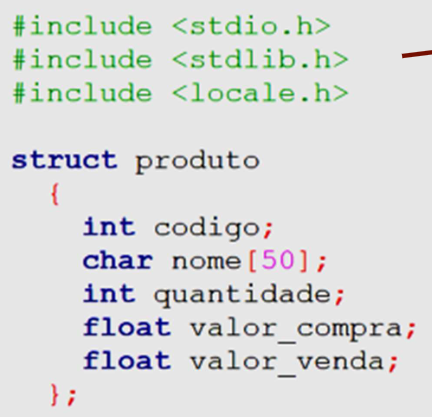 #include <stdio.h>
#include <stdlib.h>
#include <locale.h>
struct produto
{
int codigo;
char nome[50];
int quantidade;
float valor_compra;
float valor_venda;
};